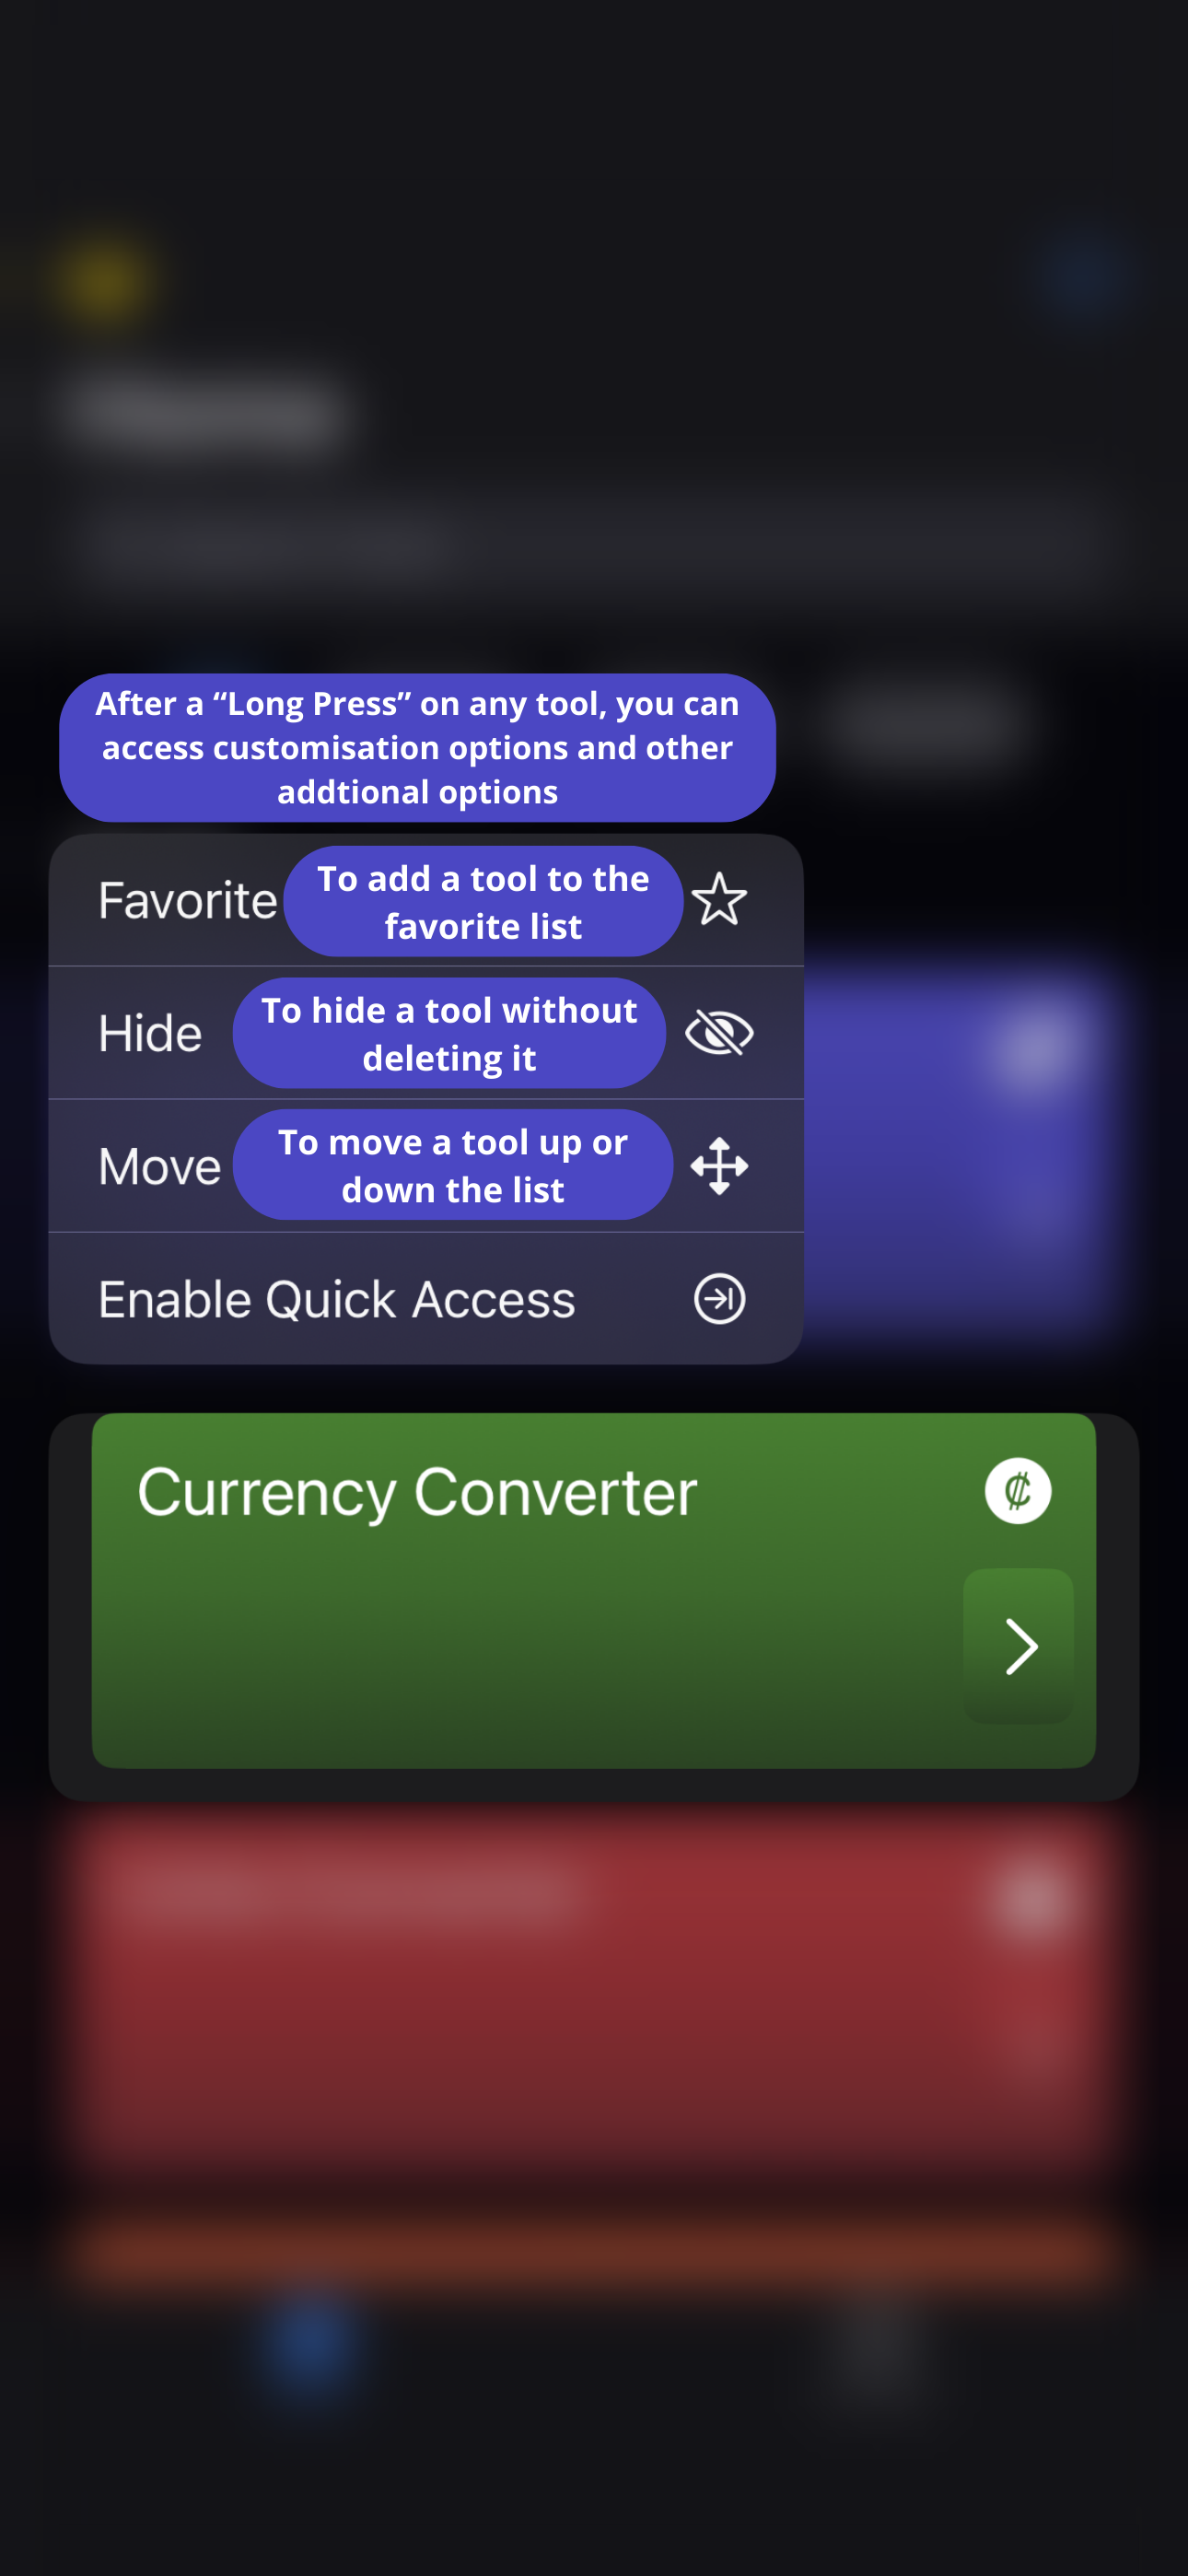 After a “Long Press” on any tool, you can
access customisation options and other
addtional options
Favorite
To add a tool to the
favorite list
Hide
To hide a tool without
deleting it
Move
To move a tool up or
down the list
Enable Quick Access
Currency Converter